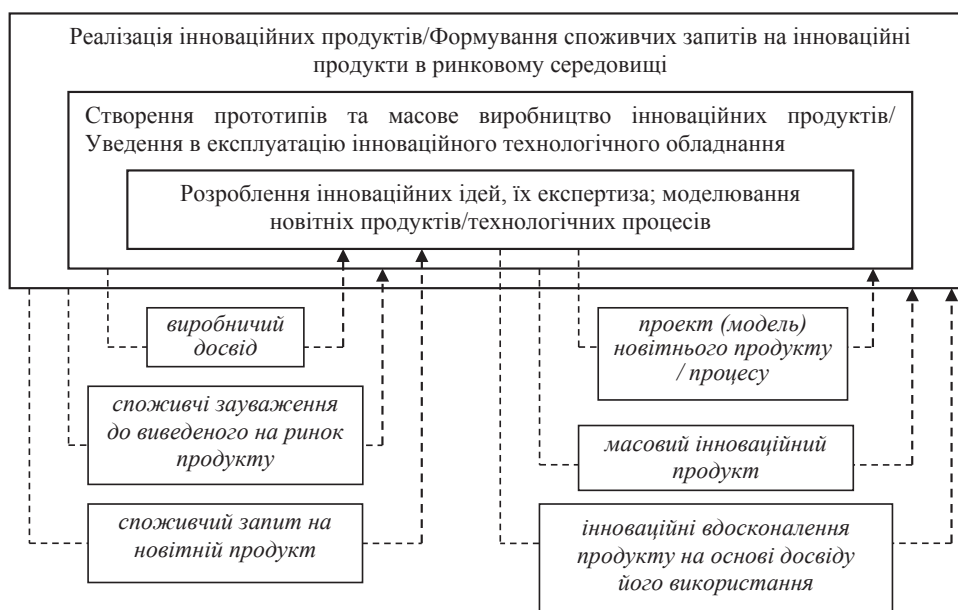 Реалізація інноваційних продуктів/Формування споживчих запитів на інноваційні
продукти в ринковому середовищі
Створення прототипів та масове виробництво інноваційних продуктів/
Уведення в експлуатацію інноваційного технологічного обладнання
Розроблення інноваційних ідей, їх експертиза; моделювання
новітніх продуктів/технологічних процесів
виробничий
досвід
споживчі зауваження
до виведеного на ринок
продукту
споживчий запит на
новітній продукт
проект (модель)
новітнього продукту
/ процесу
масовий інноваційний
продукт
інноваційні вдосконалення
продукту на основі досвіду
його використання